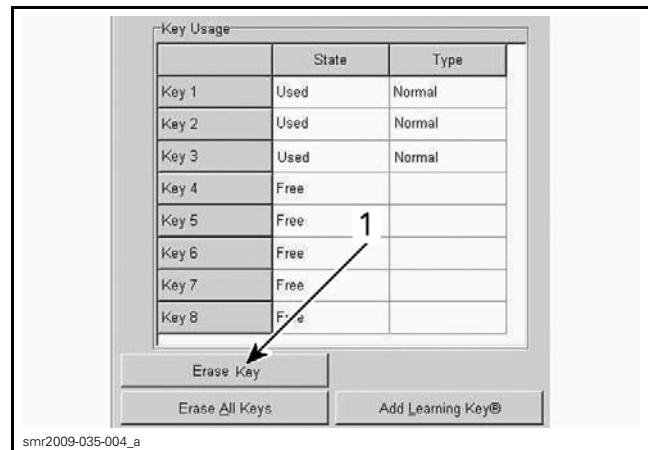 Key Usage
State Type
Key 1 Used Normal
Key 2 Used Normal
Key 3 Used Normal
Key 4 Free
Key 5 Free
1
Key 6 Free
Key 7 Free
Key 8 Free
Erase Key
Erase All Keys Add Learning Key®
smr2009-035-004_a